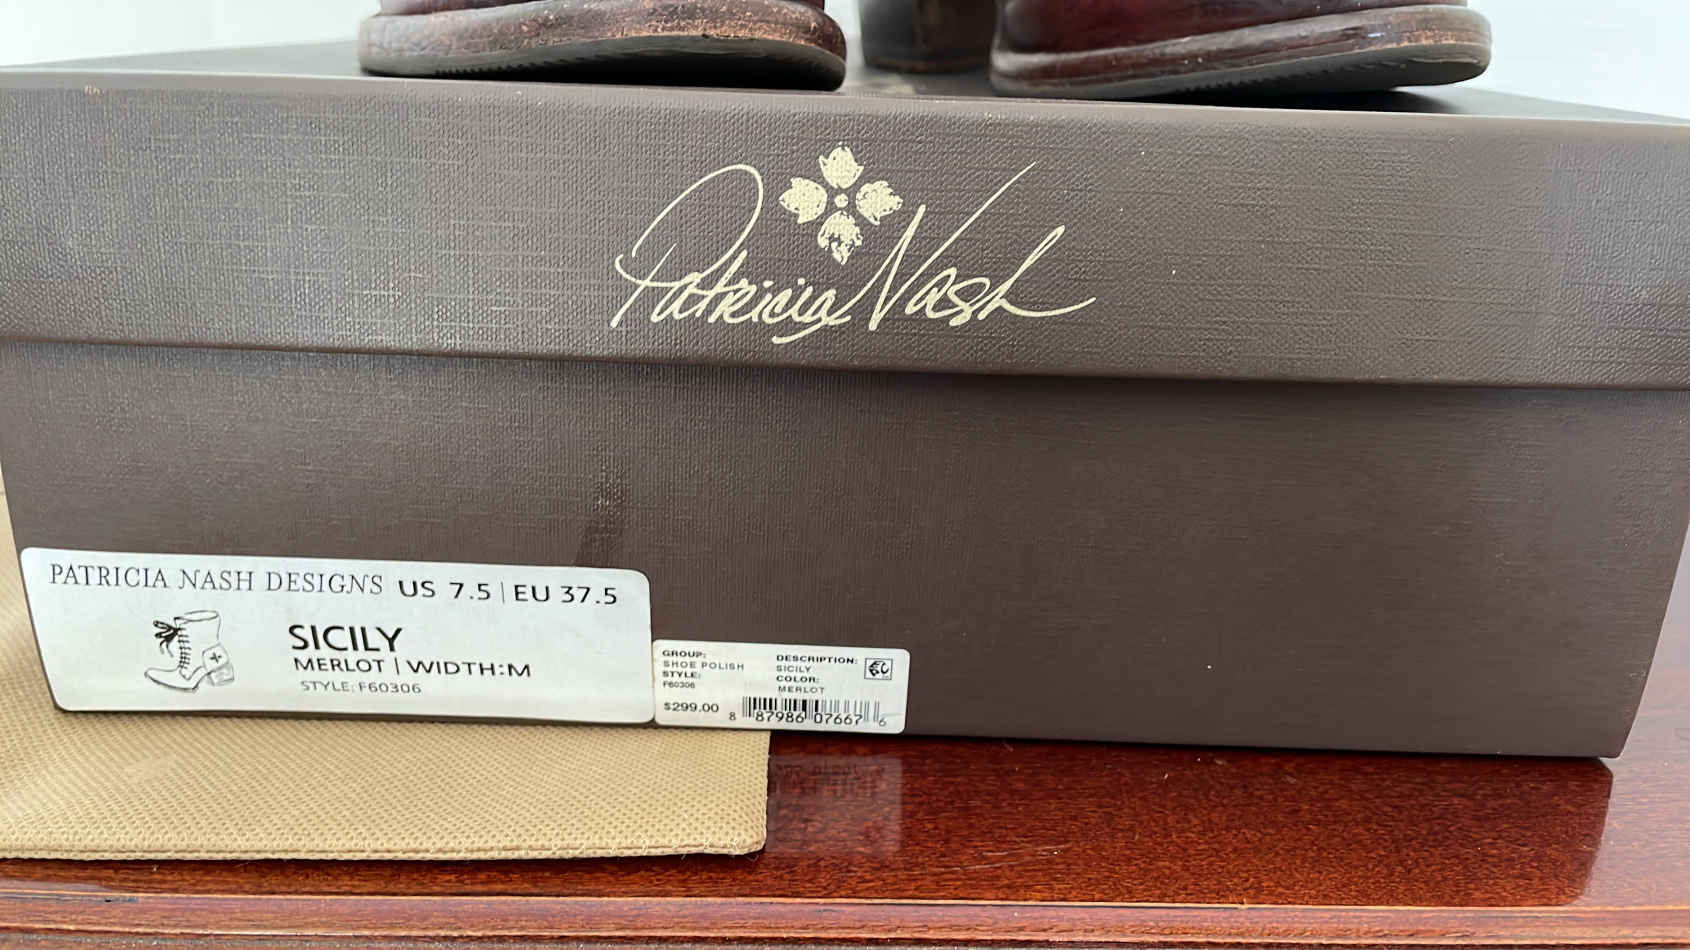 Patricia Nash
PATRICIA NASH DESIGNS US 7.5 | EU 37.5
SICILY
MERLOT | WIDTH:M
STYLE: F60306
GROUP:
SHOE POLISH
STYLE:
F60306
$299.00
DESCRIPTION:
SICILY
COLOR:
MERLOT
8 87986 07667 6